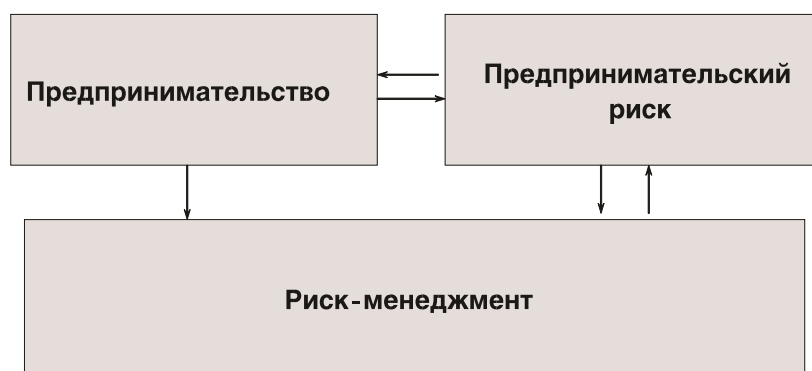 Предпринимательство
Предпринимательский
риск
Риск-менеджмент